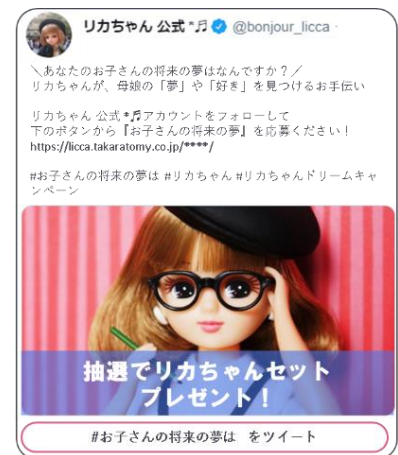 リカちゃん 公式*♬ @bonjour_licca ·
＼あなたのお子さんの将来の夢はなんですか？／
リカちゃんが、母娘の「夢」や「好き」を見つけるお手伝い
リカちゃん 公式*♬アカウントをフォローして
下のボタンから『お子さんの将来の夢』を応募ください！
https://licca.takaratomy.co.jp/****/
#お子さんの将来の夢は #リカちゃん #リカちゃんドリームキャ
ンペーン
抽選でリカちゃんセット
プレゼント！
#お子さんの将来の夢は をツイート